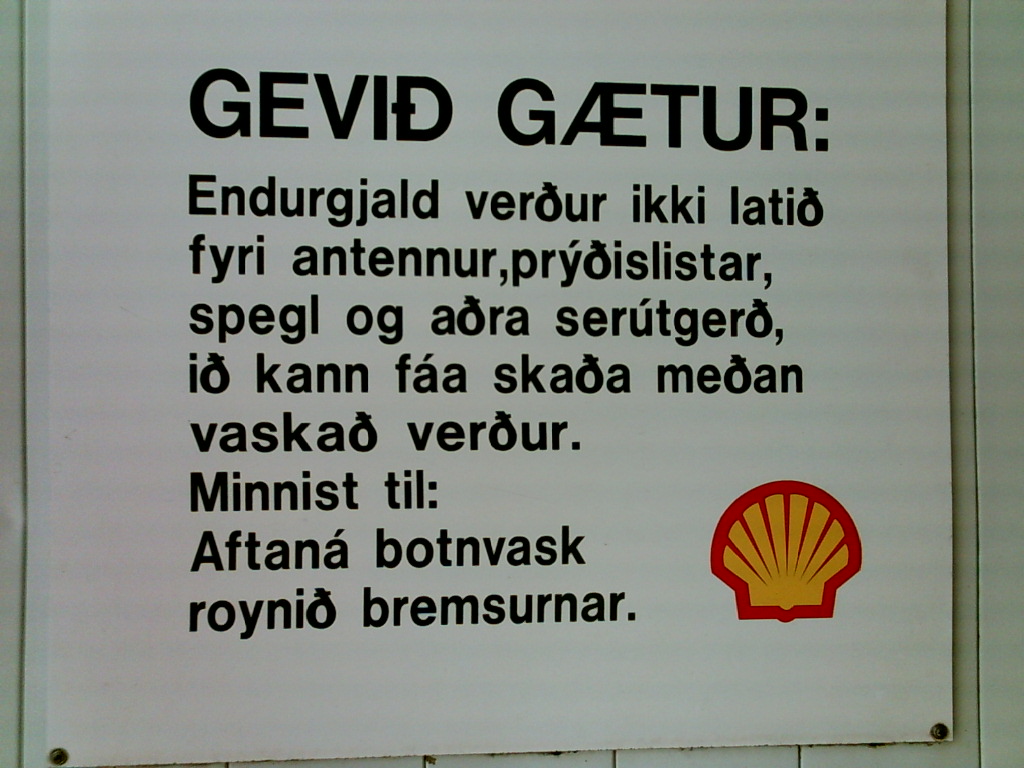 GEVIÐ GÆTUR:
Endurgjald verður ikki latið
fyri antennur,prýðislistar,
spegl og aðra serútgerð,
ið kann fáa skaða meðan
vaskað verður.
Minnist til:
Aftaná botnvask
roynið bremsurnar.